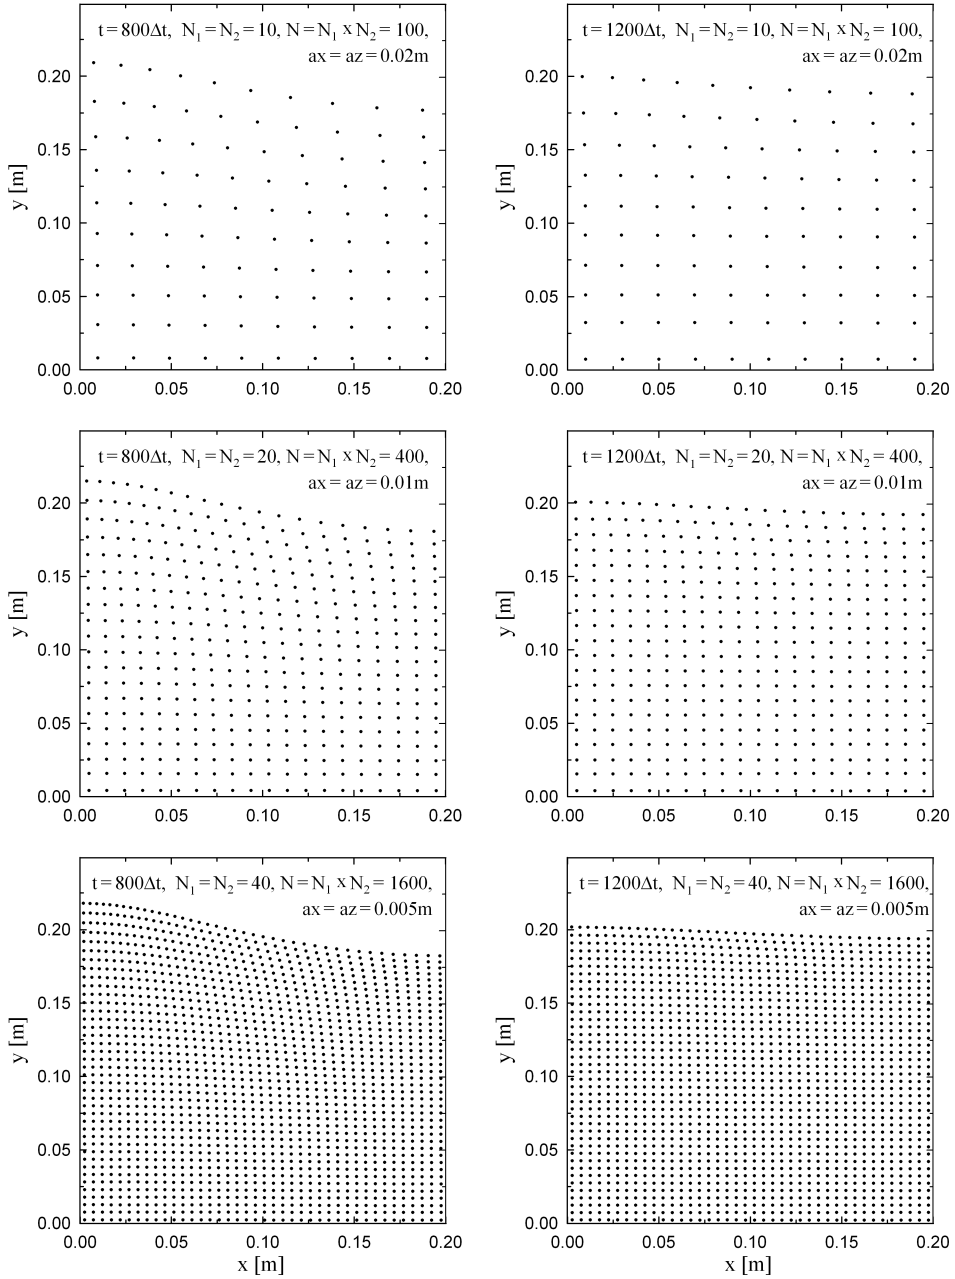 t=800Δt, N₁=N₂=10, N=N₁ x N₂=100,
ax=az=0.02m
0.20
0.15
0.10
0.05
0.00
y [m]
0.00 0.05 0.10 0.15 0.20
t=1200Δt, N₁=N₂=10, N=N₁ x N₂=100,
ax=az=0.02m
0.20
0.15
0.10
0.05
0.00
y [m]
0.00 0.05 0.10 0.15 0.20
t=800Δt, N₁=N₂=20, N=N₁ x N₂=400,
ax=az=0.01m
0.20
0.15
0.10
0.05
0.00
y [m]
0.00 0.05 0.10 0.15 0.20
t=1200Δt, N₁=N₂=20, N=N₁ x N₂=400,
ax=az=0.01m
0.20
0.15
0.10
0.05
0.00
y [m]
0.00 0.05 0.10 0.15 0.20
t=800Δt, N₁=N₂=40, N=N₁ x N₂=1600,
ax=az=0.005m
0.20
0.15
0.10
0.05
0.00
y [m]
0.00 0.05 0.10 0.15 0.20
x [m]
t=1200Δt, N₁=N₂=40, N=N₁ x N₂=1600,
ax=az=0.005m
0.20
0.15
0.10
0.05
0.00
y [m]
0.00 0.05 0.10 0.15 0.20
x [m]